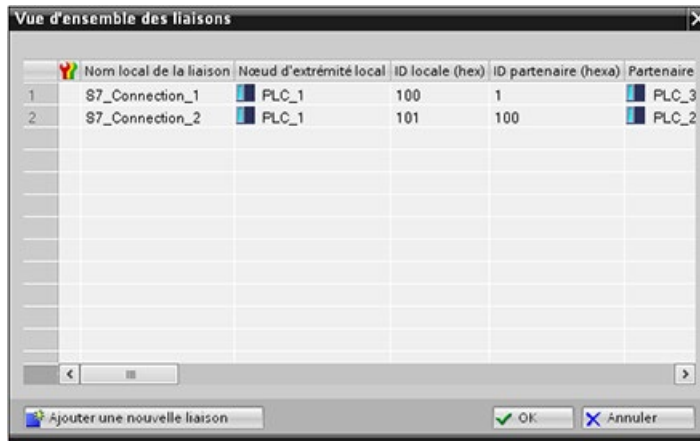 Vue d'ensemble des liaisons
Nom local de la liaison Nœud d'extrémité local ID locale (hex) ID partenaire (hexa) Partenaire
1 S7_Connection_1 PLC_1 100 1 PLC_3
2 S7_Connection_2 PLC_1 101 100 PLC_2
Ajouter une nouvelle liaison OK Annuler